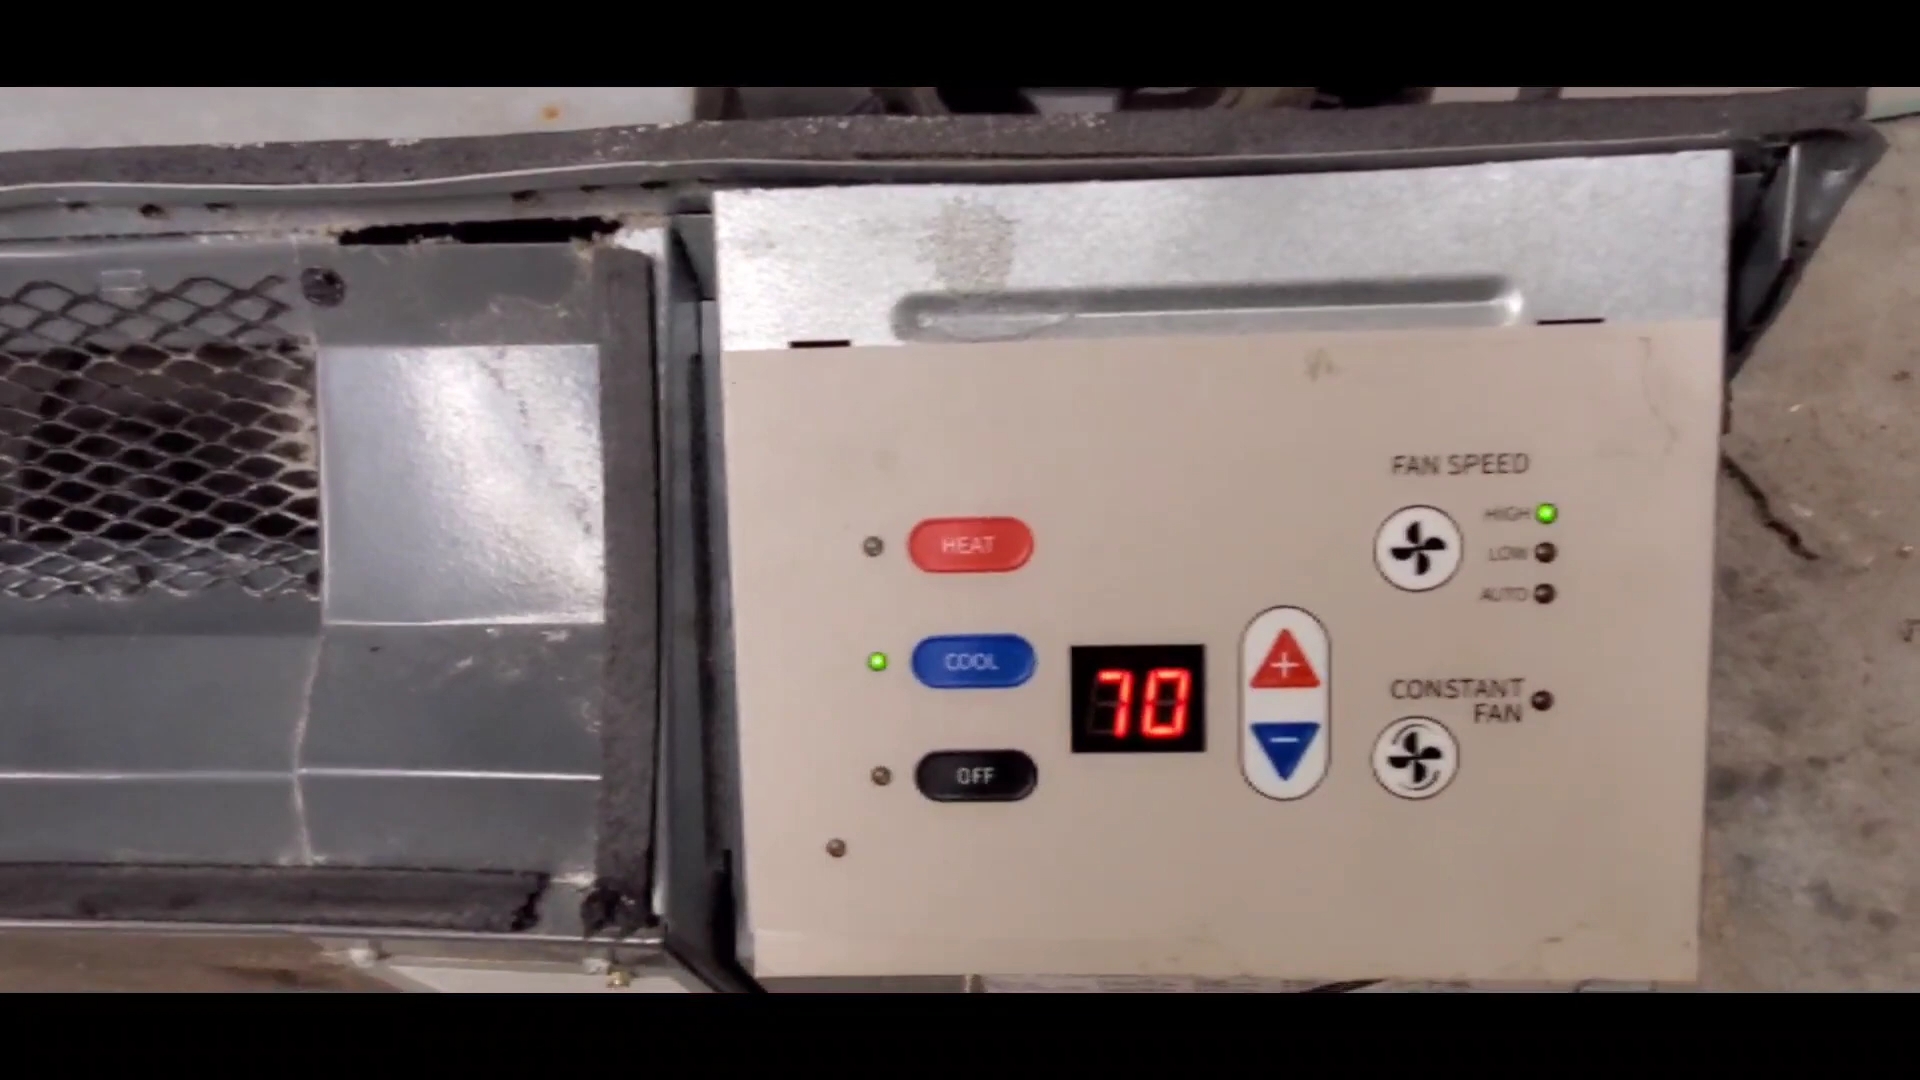 FAN SPEED
HIGH
HEAT
LOW
AUTO
COOL
70
CONSTANT
FAN
OFF